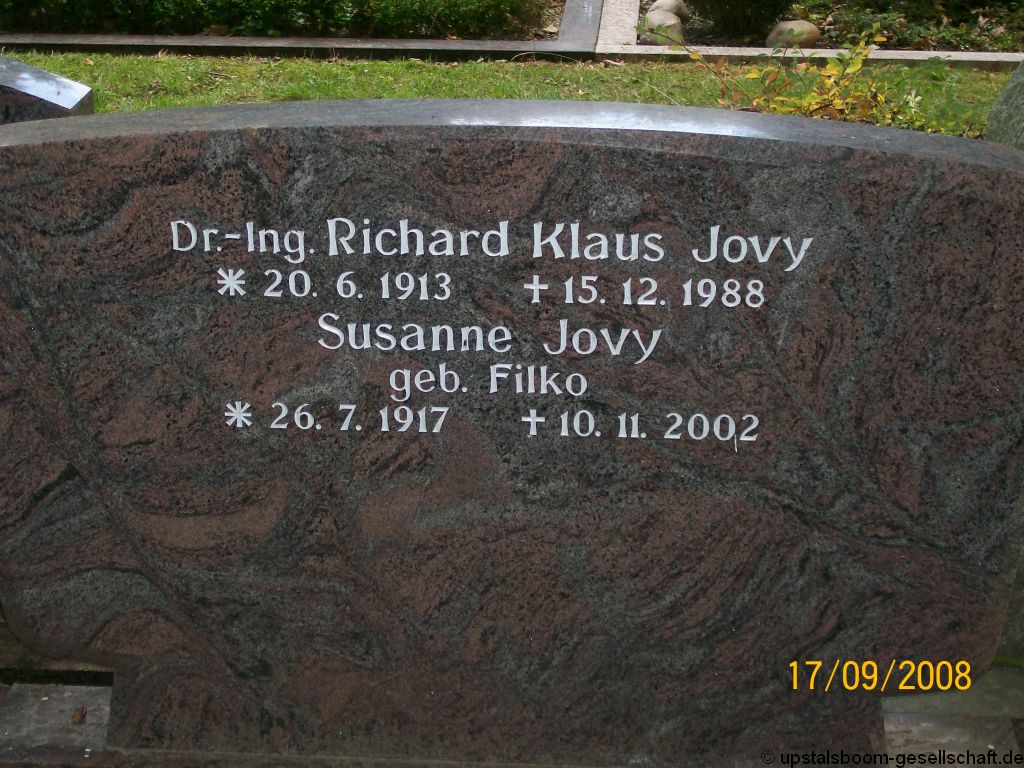 Dr.-Ing. Richard Klaus Jovy
* 20. 6. 1913 + 15. 12. 1988
Susanne Jovy
geb. Filko
* 26. 7. 1917 + 10. 11. 2002
17/09/2008
© upstalsboom-gesellschaft.de